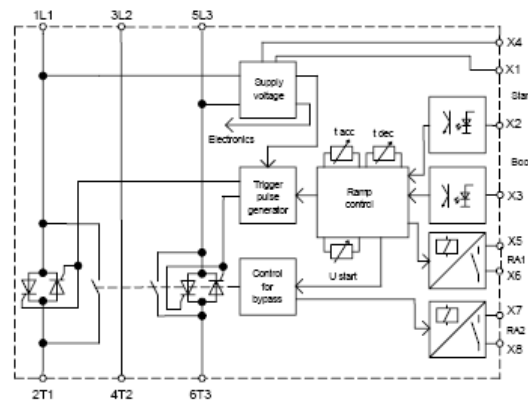 1L1 3L2 5L3
X4
X1
Supply
voltage
Star
X2
Electronics
t acc t dec
Boo
Trigger
pulse
generator
Ramp
control
X3
X5
RA1
X6
U start
Control
for
bypass
X7
RA2
X8
2T1 4T2 6T3